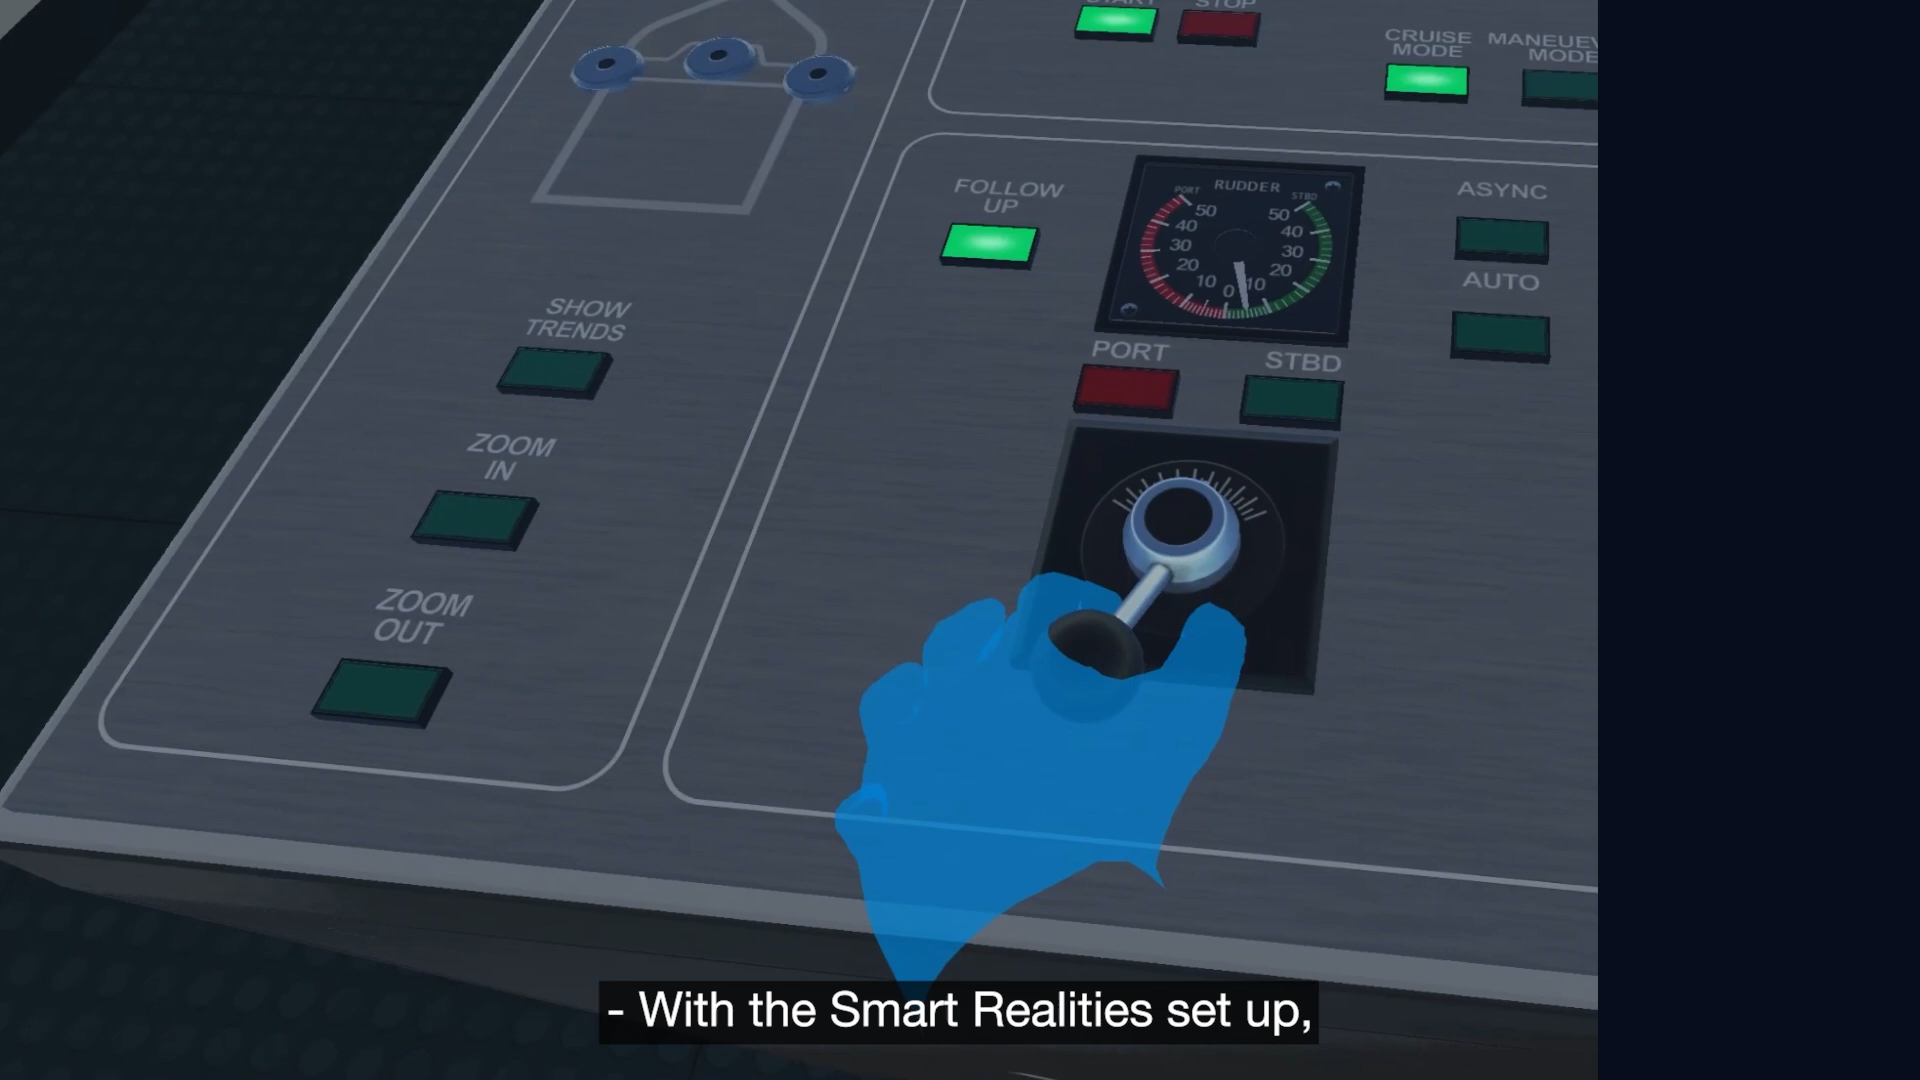 START STOP
CRUISE
MODE
MANEUEV
MODE
FOLLOW
UP
RUDDER
PORT STBD
50 50
40 40
30 30
20 20
10 0 10
ASYNC
AUTO
PORT STBD
SHOW
TRENDS
ZOOM
IN
ZOOM
OUT
- With the Smart Realities set up,